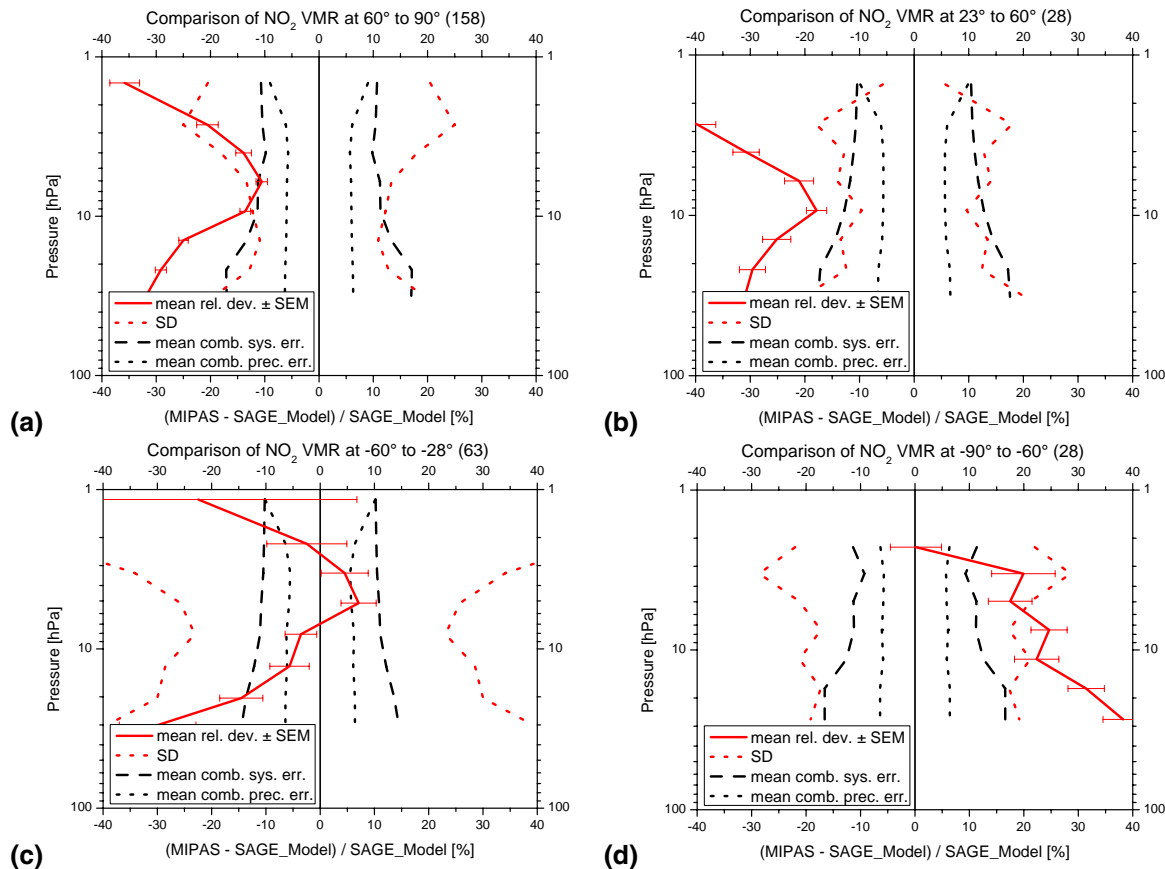 Comparison of NO2 VMR at 60° to 90° (158)
-40 -30 -20 -10 0 10 20 30 40
1 1
Pressure [hPa]
10 10
mean rel. dev. ± SEM
SD
mean comb. sys. err.
mean comb. prec. err.
100 100
-40 -30 -20 -10 0 10 20 30 40
(a)
(MIPAS - SAGE_Model) / SAGE_Model [%]
Comparison of NO2 VMR at 23° to 60° (28)
-40 -30 -20 -10 0 10 20 30 40
1 1
Pressure [hPa]
10 10
mean rel. dev. ± SEM
SD
mean comb. sys. err.
mean comb. prec. err.
100 100
-40 -30 -20 -10 0 10 20 30 40
(b)
(MIPAS - SAGE_Model) / SAGE_Model [%]
Comparison of NO2 VMR at -60° to -28° (63)
-40 -30 -20 -10 0 10 20 30 40
1 1
Pressure [hPa]
10 10
mean rel. dev. ± SEM
SD
mean comb. sys. err.
mean comb. prec. err.
100 100
-40 -30 -20 -10 0 10 20 30 40
(c)
(MIPAS - SAGE_Model) / SAGE_Model [%]
Comparison of NO2 VMR at -90° to -60° (28)
-40 -30 -20 -10 0 10 20 30 40
1 1
Pressure [hPa]
10 10
mean rel. dev. ± SEM
SD
mean comb. sys. err.
mean comb. prec. err.
100 100
-40 -30 -20 -10 0 10 20 30 40
(d)
(MIPAS - SAGE_Model) / SAGE_Model [%]